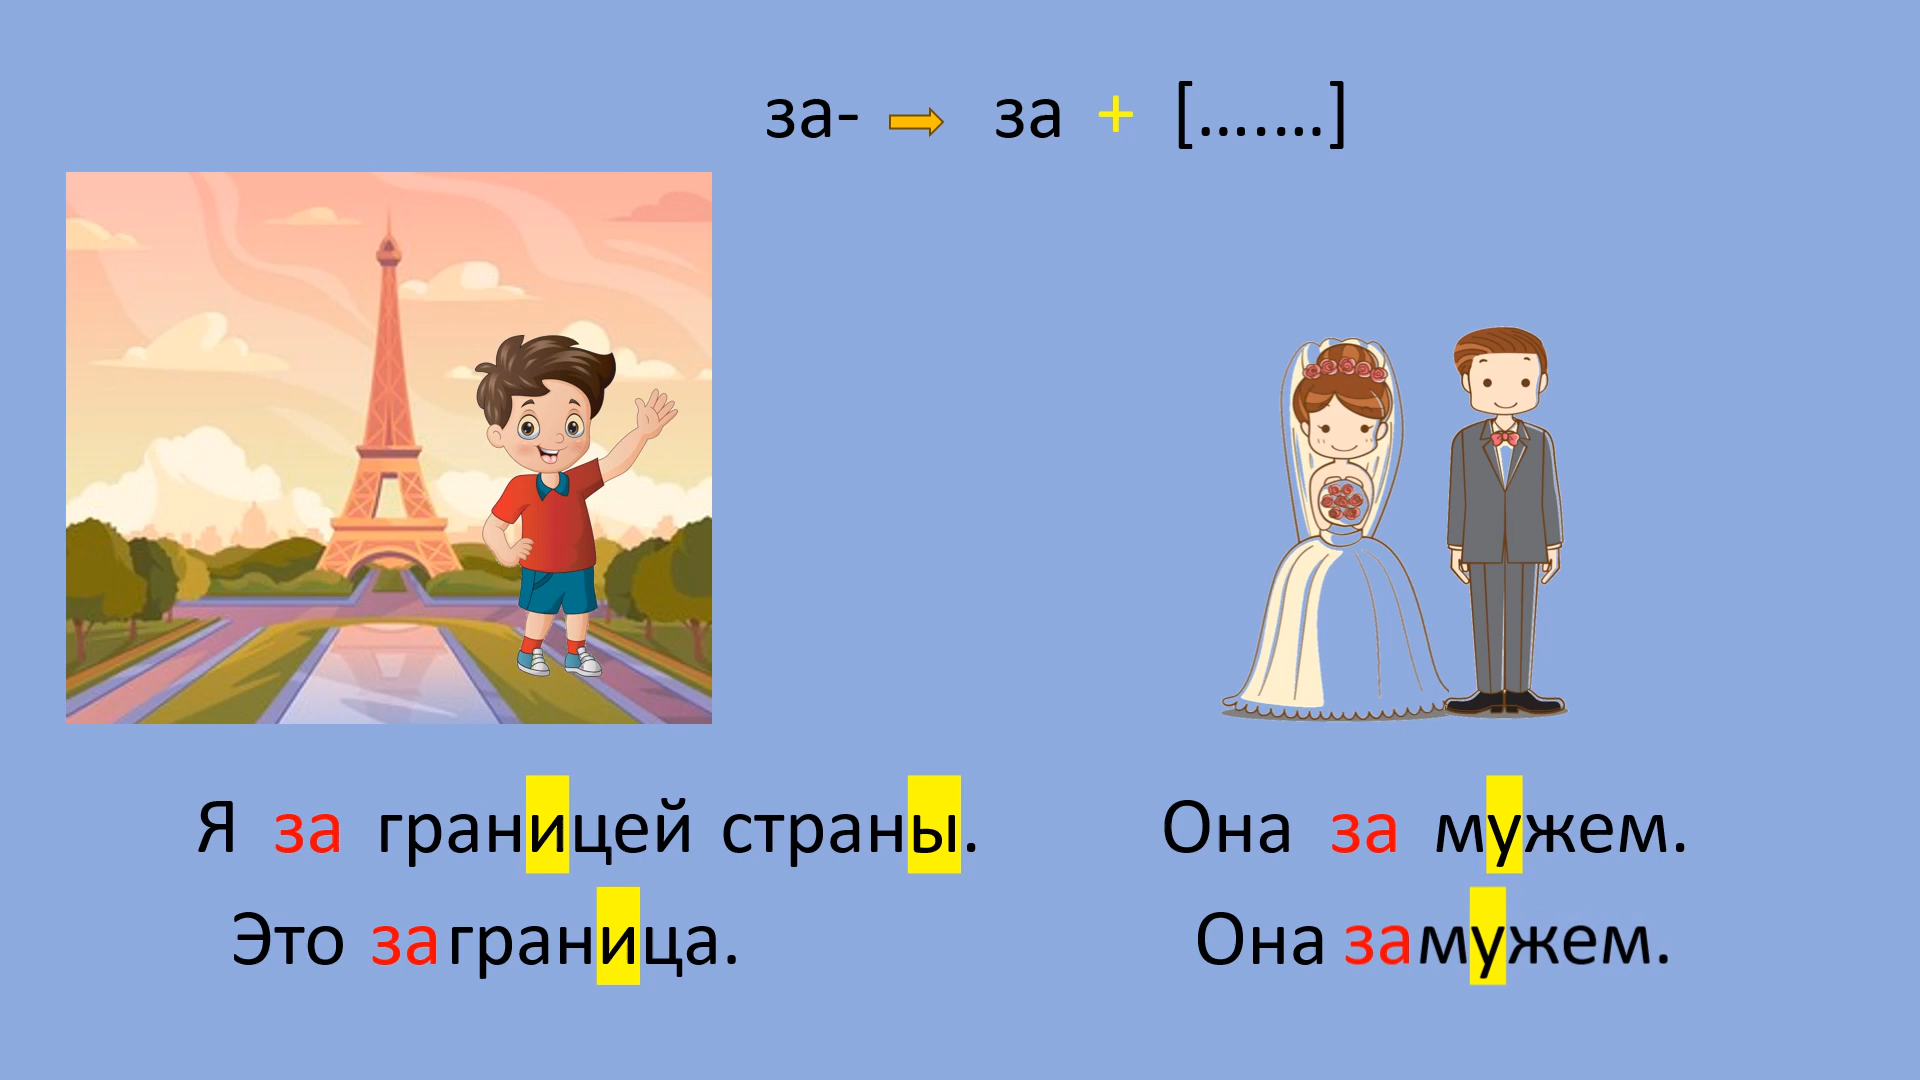 за- за + [.......]
Я за границей страны.
Это заграница.
Она за мужем.
Она замужем.